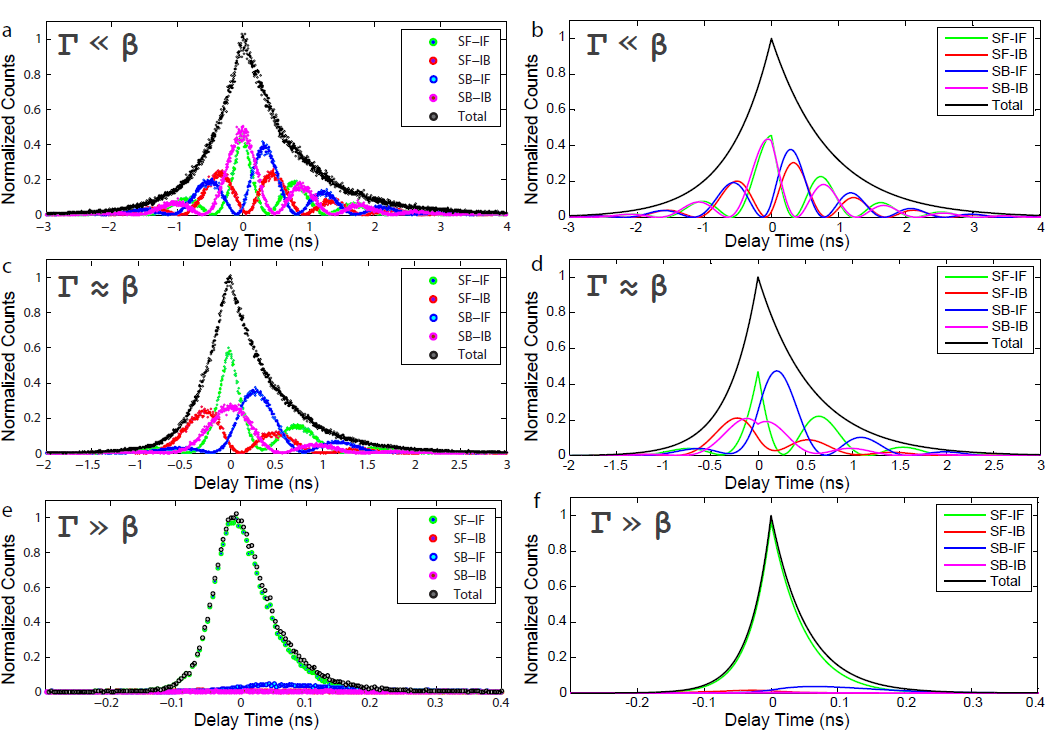 a
Γ ≪ β
Normalized Counts
1
0.8
0.6
0.4
0.2
0
−3 −2 −1 0 1 2 3 4
Delay Time (ns)
SF−IF
SF−IB
SB−IF
SB−IB
Total
b
Γ ≪ β
Normalized Counts
1
0.8
0.6
0.4
0.2
0
-3 -2 -1 0 1 2 3 4
Delay Time (ns)
SF-IF
SF-IB
SB-IF
SB-IB
Total
c
Γ ≈ β
Normalized Counts
1
0.8
0.6
0.4
0.2
0
−2 −1.5 −1 −0.5 0 0.5 1 1.5 2 2.5 3
Delay Time (ns)
SF−IF
SF−IB
SB−IF
SB−IB
Total
d
Γ ≈ β
Normalized Counts
1
0.8
0.6
0.4
0.2
0
-2 -1.5 -1 -0.5 0 0.5 1 1.5 2 2.5 3
Delay Time (ns)
SF-IF
SF-IB
SB-IF
SB-IB
Total
e
Γ ≫ β
Normalized Counts
1
0.8
0.6
0.4
0.2
0
−0.2 −0.1 0 0.1 0.2 0.3 0.4
Delay Time (ns)
SF−IF
SF−IB
SB−IF
SB−IB
Total
f
Γ ≫ β
Normalized Counts
1
0.8
0.6
0.4
0.2
0
-0.2 -0.1 0 0.1 0.2 0.3 0.4
Delay Time (ns)
SF-IF
SF-IB
SB-IF
SB-IB
Total